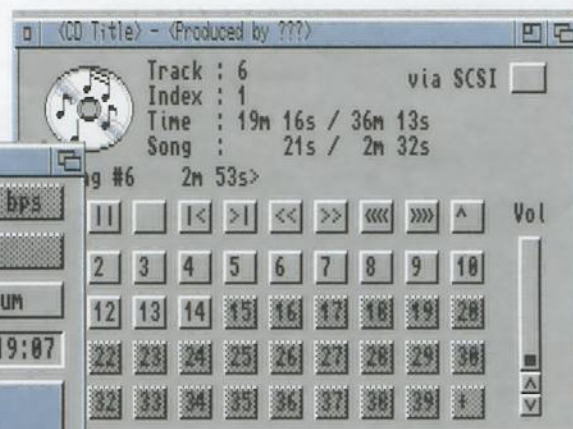 <CD Title> - <Produced by ???>
Track : 6
via SCSI
Index : 1
Time : 19m 16s / 36m 13s
Song : 21s / 2m 32s
g #6 2m 53s>
bps
|| |< >| << >> <<<< >>>> ^
Vol
2 3 4 5 6 7 8 9 10
UM
12 13 14 15 16 17 18 19 20
19:07
22 23 24 25 26 27 28 29 30
32 33 34 35 36 37 38 39